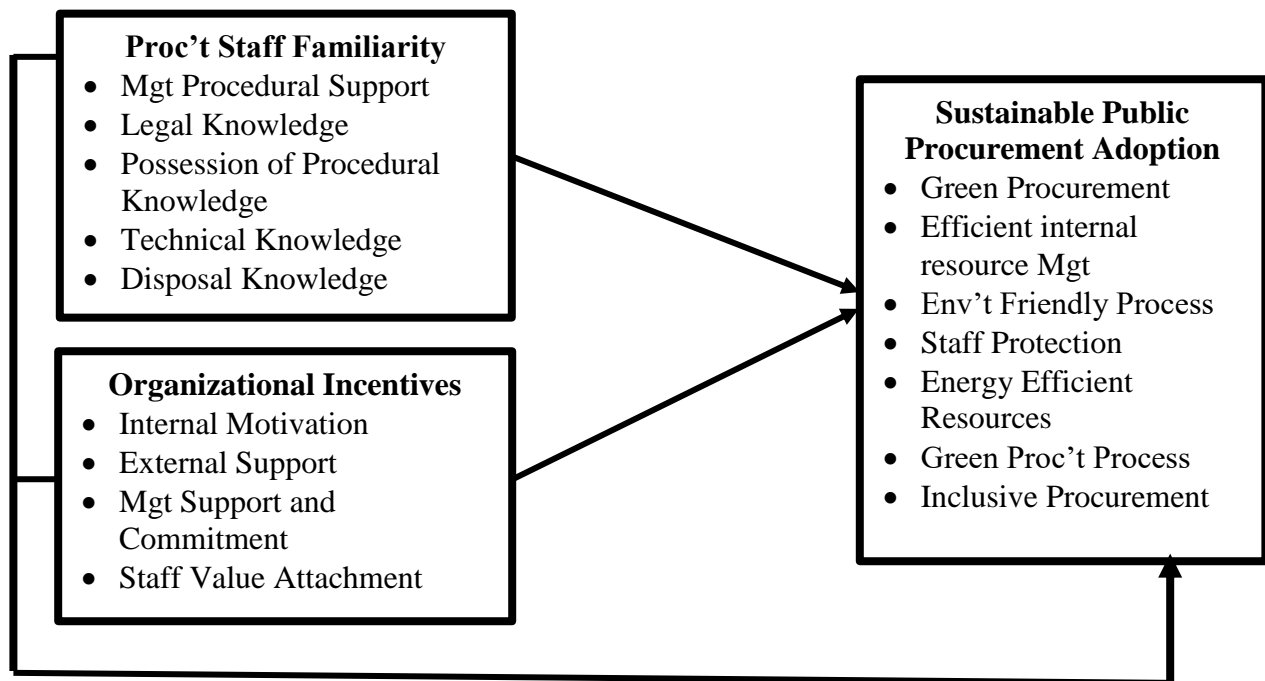 Proc’t Staff Familiarity
• Mgt Procedural Support
• Legal Knowledge
• Possession of Procedural
Knowledge
• Technical Knowledge
• Disposal Knowledge
Organizational Incentives
• Internal Motivation
• External Support
• Mgt Support and
Commitment
• Staff Value Attachment
Sustainable Public
Procurement Adoption
• Green Procurement
• Efficient internal
resource Mgt
• Env’t Friendly Process
• Staff Protection
• Energy Efficient
Resources
• Green Proc’t Process
• Inclusive Procurement